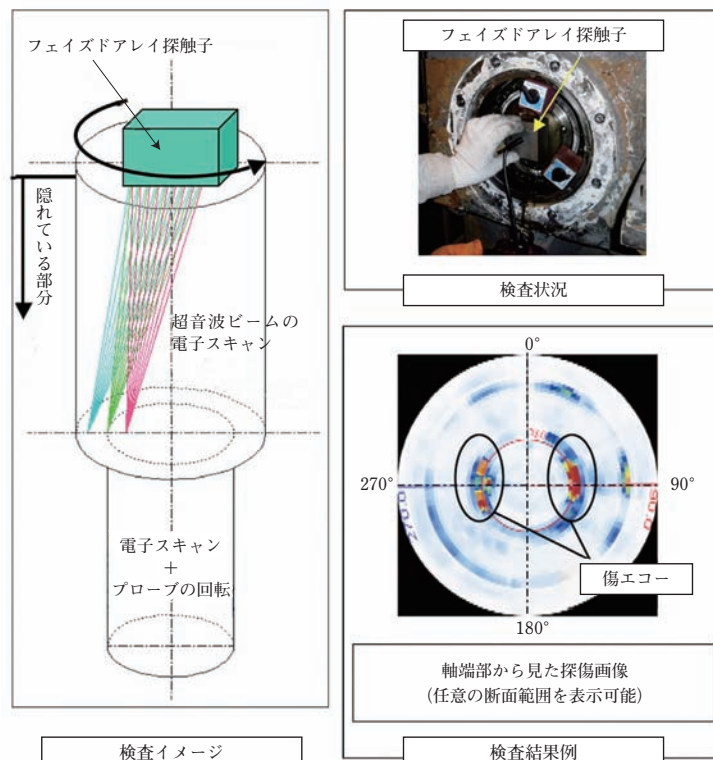 フェイズドアレイ探触子
隠れている部分
超音波ビームの
電子スキャン
電子スキャン
+
プローブの回転
検査イメージ
フェイズドアレイ探触子
検査状況
0°
270°
90°
270.0
90.0
180°
傷エコー
軸端部から見た探傷画像
(任意の断面範囲を表示可能)
検査結果例